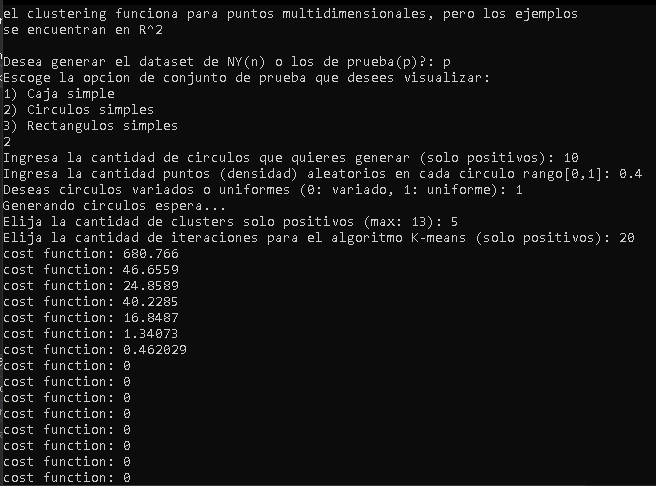 el clustering funciona para puntos multidimensionales, pero los ejemplos
se encuentran en R^2
Desea generar el dataset de NY(n) o los de prueba(p)?: p
Escoge la opcion de conjunto de prueba que desees visualizar:
1) Caja simple
2) Circulos simples
3) Rectangulos simples
2
Ingresa la cantidad de circulos que quieres generar (solo positivos): 10
Ingresa la cantidad puntos (densidad) aleatorios en cada circulo rango[0,1]: 0.4
Deseas circulos variados o uniformes (0: variado, 1: uniforme): 1
Generando circulos espera...
Elija la cantidad de clusters solo positivos (max: 13): 5
Elija la cantidad de iteraciones para el algoritmo K-means (solo positivos): 20
cost function: 680.766
cost function: 46.6559
cost function: 24.8589
cost function: 40.2285
cost function: 16.8487
cost function: 1.34073
cost function: 0.462029
cost function: 0
cost function: 0
cost function: 0
cost function: 0
cost function: 0
cost function: 0
cost function: 0
cost function: 0